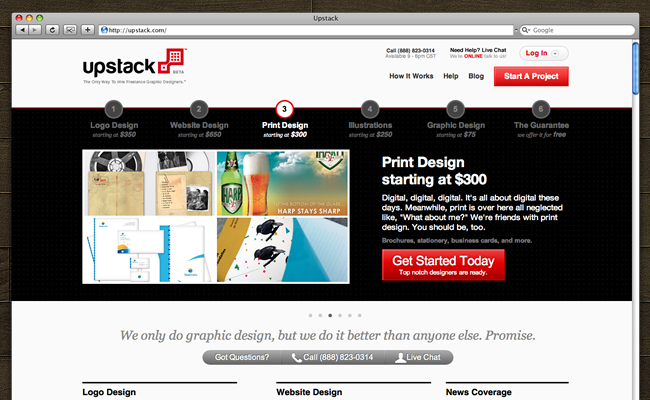 Upstack
http://upstack.com/
Google
upstack
BETA
The Only Way To Hire Freelance Graphic Designers.™
Call (888) 823-0314
Available 9 - 6pm CST
Need Help? Live Chat
We're ONLINE talk to us!
Log In
How It Works
Help
Blog
Start A Project
1
2
3
4
5
6
Logo Design
starting at $350
Website Design
starting at $650
Print Design
starting at $300
Illustrations
starting at $250
Graphic Design
starting at $75
The Guarantee
we offer it for free
HARP
HARP STAYS SHARP
Print Design
starting at $300
Digital, digital, digital. It's all about digital these
days. Meanwhile, print is over here all neglected
like, "What about me?" We're friends with print
design. You should be, too.
Brochures, stationery, business cards, and more.
Get Started Today
Top notch designers are ready.
We only do graphic design, but we do it better than anyone else. Promise.
Got Questions?
Call (888) 823-0314
Live Chat
Logo Design
Website Design
News Coverage